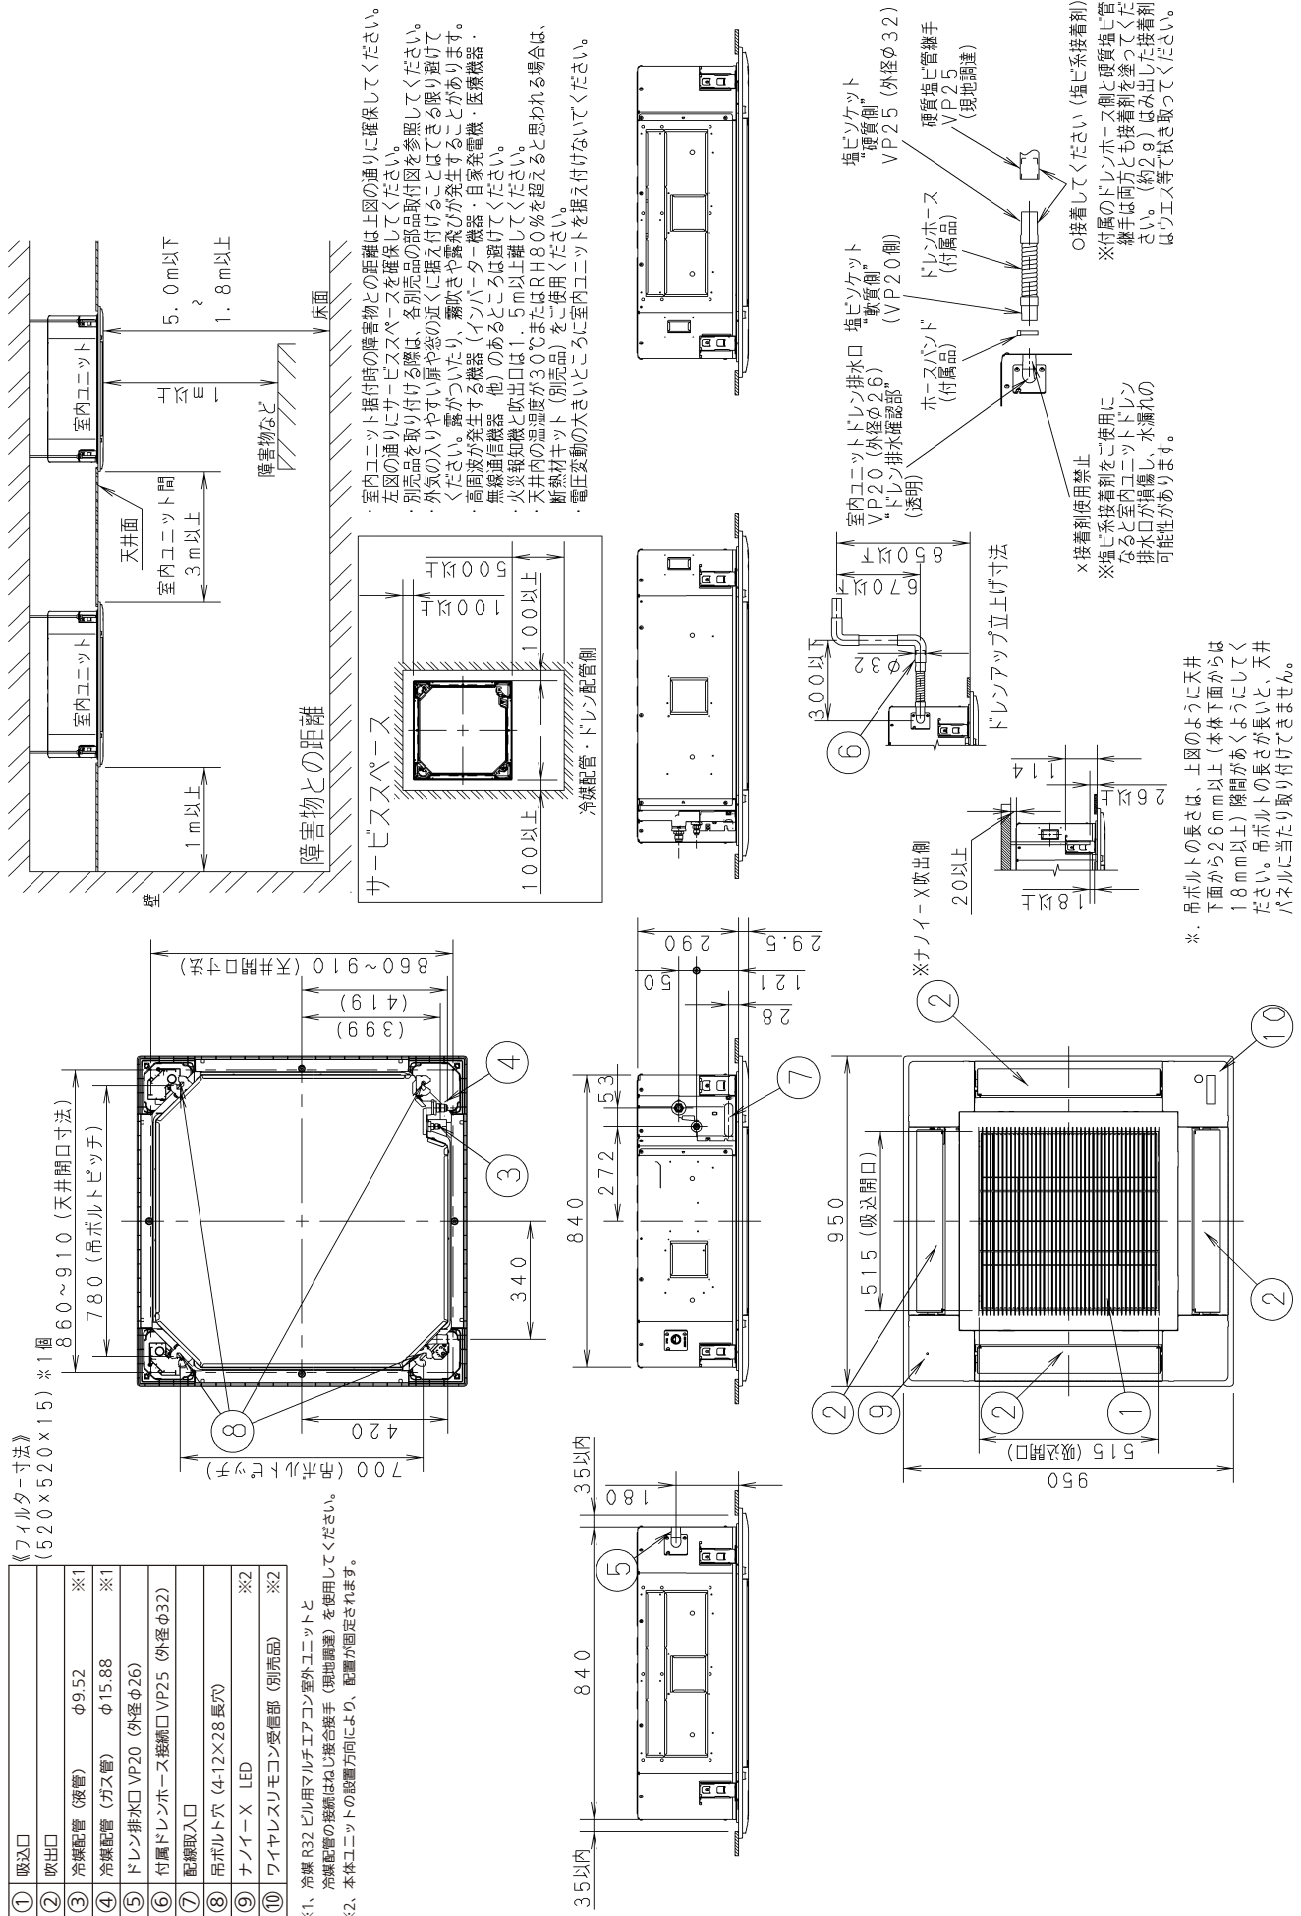 ① 吸込口
② 吹出口
③ 冷媒配管（液管） φ9.52 ※1
④ 冷媒配管（ガス管） φ15.88 ※1
⑤ ドレン排水口 VP20（外径φ26）
⑥ 付属ドレンホース接続口 VP25（外径φ32）
⑦ 配線取入口
⑧ 吊ボルト穴（4-12×28長穴）
⑨ ナノイーX LED ※2
⑩ ワイヤレスリモコン受信部（別売品） ※2
※1、冷媒 R32 ビル用マルチエアコン室外ユニットと
冷媒配管の接続はねじ接合接手（現地調達）を使用してください。
※2、本体ユニットの設置方向により、配置が固定されます。
《フィルター寸法》
(520×520×15)※1個
860~910（天井開口寸法）
780（吊ボルトピッチ）
860~910（天井開口寸法）
(419)
(399)
④
③
340
⑧
420
700（吊ボルトピッチ）
壁
1m以上
室内ユニット
天井面
室内ユニット間
3m以上
室内ユニット
1m以上
障害物など
5.0m以下
～
1.8m以上
床面
障害物との距離
サービススペース
100以上
500以上
100以上
100以上
冷媒配管・ドレン配管側
・室内ユニット据付時の障害物との距離は上図の通りに確保してください。
左図の通りにサービススペースを確保してください。
・別売品を取り付ける際は、各別売品の部品取付図を参照してください。
・外気の入りやすい扉や窓の近くに据え付けることはできる限り避けて
ください。露がついたり、霧吹きや露飛びが発生することがあります。
・高周波が発生する機器（インバーター機器・自家発電機・医療機器・
無線通信機器 他）のあるところは避けてください。
・火災報知機と吹出口は1.5m以上離してください。
・天井内の温湿度が30℃またはRH80%を超えると思われる場合は、
断熱材キット（別売品）をご使用ください。
・電圧変動の大きいところに室内ユニットを据え付けないでください。
35以内
840
35以内
⑤
180
840
272
53
⑦
290
29.5
50
121
28
950
515（吸込開口）
②
⑨
②
①
②
②
⑩
515（吸込開口）
950
※ナノイーX吹出側
20以上
114
18以上
26以上
※.吊ボルトの長さは、上図のように天井
下面から26mm以上（本体下面からは
18mm以上）隙間があくようにしてく
ださい。吊ボルトの長さが長いと、天井
パネルに当たり取り付けできません。
300以下
φ32
⑥
670以下
850以下
ドレンアップ立上げ寸法
室内ユニットドレン排水口
VP20（外径φ26）
“ドレン排水確認部”
（透明）
塩ビソケット
“軟質側”
（VP20側）
塩ビソケット
“硬質側”
VP25（外径φ32）
ホースバンド
（付属品）
ドレンホース
（付属品）
硬質塩ビ管継手
VP25
（現地調達）
×接着剤使用禁止
※塩ビ系接着剤をご使用に
なると室内ユニットドレン
排水口が損傷し、水漏れの
可能性があります。
○接着してください（塩ビ系接着剤）
※付属のドレンホース側と硬質塩ビ管
継手は両方とも接着剤を塗ってくだ
さい。（約2g）はみ出した接着剤
はウエス等で拭き取ってください。